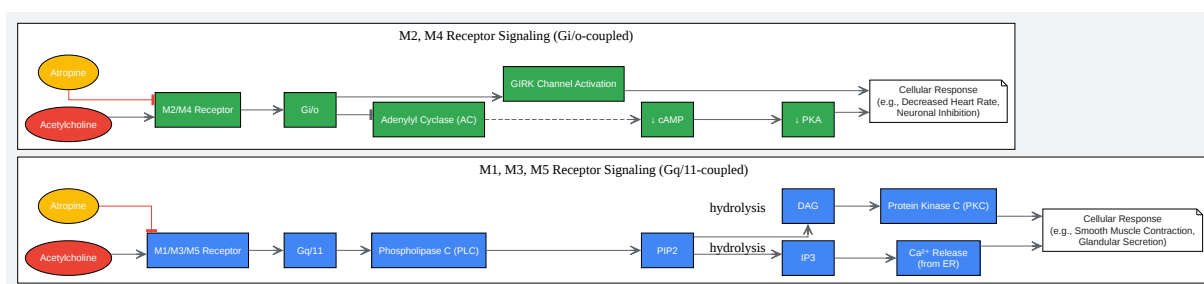 M2, M4 Receptor Signaling (Gi/o-coupled)
Atropine
Acetylcholine
M2/M4 Receptor
Gi/o
GIRK Channel Activation
Adenylyl Cyclase (AC)
↓ cAMP
↓ PKA
Cellular Response
(e.g., Decreased Heart Rate,
Neuronal Inhibition)
M1, M3, M5 Receptor Signaling (Gq/11-coupled)
Atropine
Acetylcholine
M1/M3/M5 Receptor
Gq/11
Phospholipase C (PLC)
PIP2
hydrolysis
hydrolysis
DAG
IP3
Protein Kinase C (PKC)
Ca²⁺ Release
(from ER)
Cellular Response
(e.g., Smooth Muscle Contraction,
Glandular Secretion)